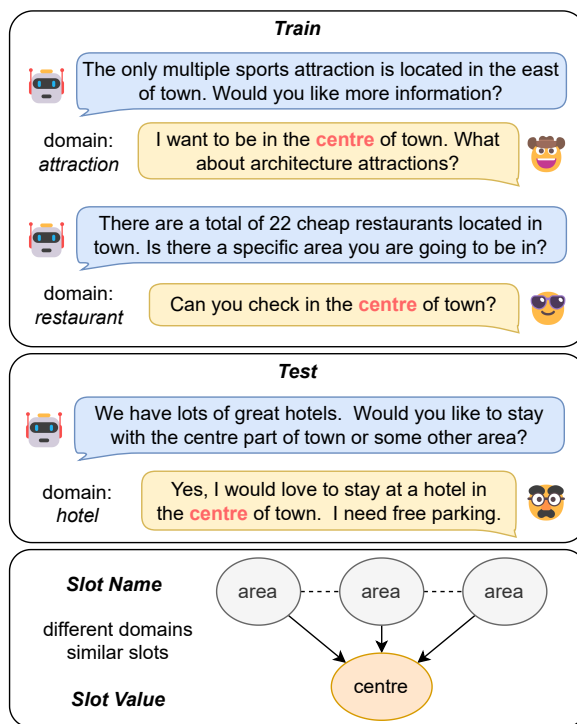 Train
The only multiple sports attraction is located in the east
of town. Would you like more information?
domain:
attraction
I want to be in the centre of town. What
about architecture attractions?
There are a total of 22 cheap restaurants located in
town. Is there a specific area you are going to be in?
domain:
restaurant
Can you check in the centre of town?
Test
We have lots of great hotels.  Would you like to stay
with the centre part of town or some other area?
domain:
hotel
Yes, I would love to stay at a hotel in
the centre of town.  I need free parking.
Slot Name
area area area
different domains
similar slots
Slot Value
centre